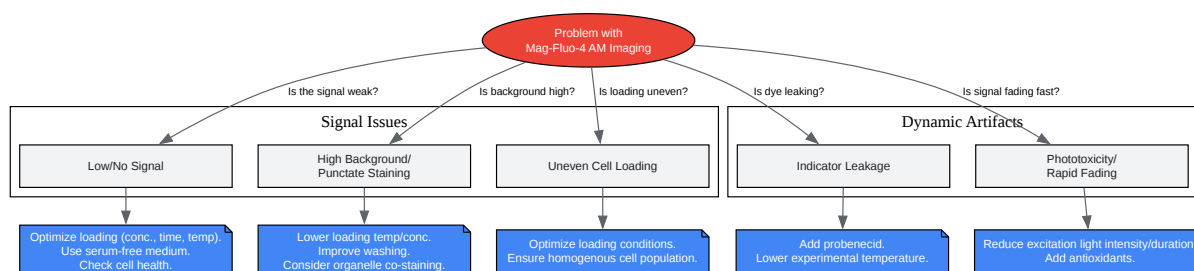 Problem with
Mag-Fluo-4 AM Imaging
Is the signal weak?
Is background high?
Is loading uneven?
Is dye leaking?
Is signal fading fast?
Signal Issues
Dynamic Artifacts
Low/No Signal
High Background/
Punctate Staining
Uneven Cell Loading
Indicator Leakage
Phototoxicity/
Rapid Fading
Optimize loading (conc., time, temp).
Use serum-free medium.
Check cell health.
Lower loading temp/conc.
Improve washing.
Consider organelle co-staining.
Optimize loading conditions.
Ensure homogenous cell population.
Add probenecid.
Lower experimental temperature.
Reduce excitation light intensity/duration
Add antioxidants.